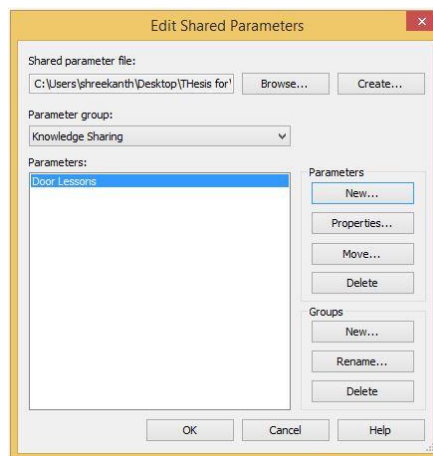 Edit Shared Parameters
Shared parameter file:
C:\Users\shreekanth\Desktop\THesis for'
Browse...
Create...
Parameter group:
Knowledge Sharing
Parameters:
Door Lessons
Parameters
New...
Properties...
Move...
Delete
Groups
New...
Rename...
Delete
OK
Cancel
Help